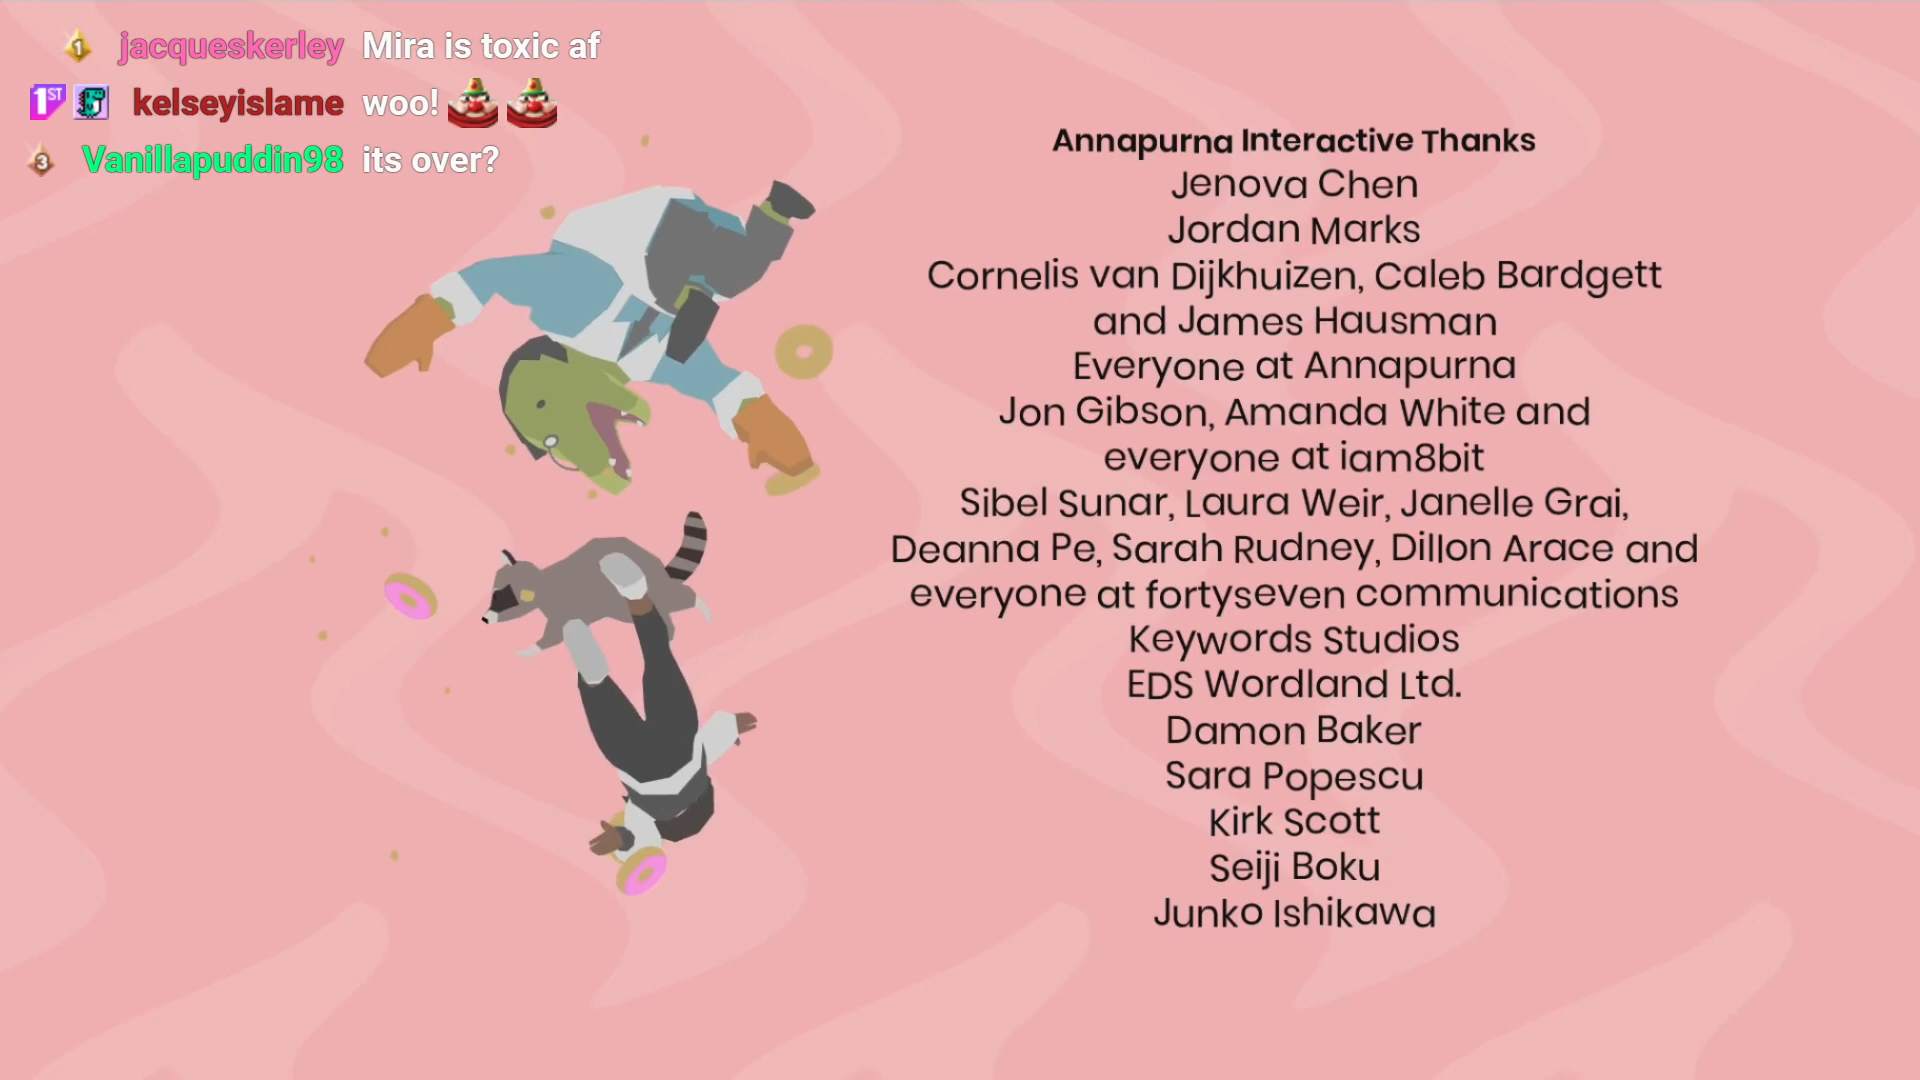 1 jacqueskerley Mira is toxic af
1ST kelseyislame woo!
3 Vanillapuddin98 its over?
Annapurna Interactive Thanks
Jenova Chen
Jordan Marks
Cornelis van Dijkhuizen, Caleb Bardgett
and James Hausman
Everyone at Annapurna
Jon Gibson, Amanda White and
everyone at iam8bit
Sibel Sunar, Laura Weir, Janelle Grai,
Deanna Pe, Sarah Rudney, Dillon Arace and
everyone at fortyseven communications
Keywords Studios
EDS Wordland Ltd.
Damon Baker
Sara Popescu
Kirk Scott
Seiji Boku
Junko Ishikawa